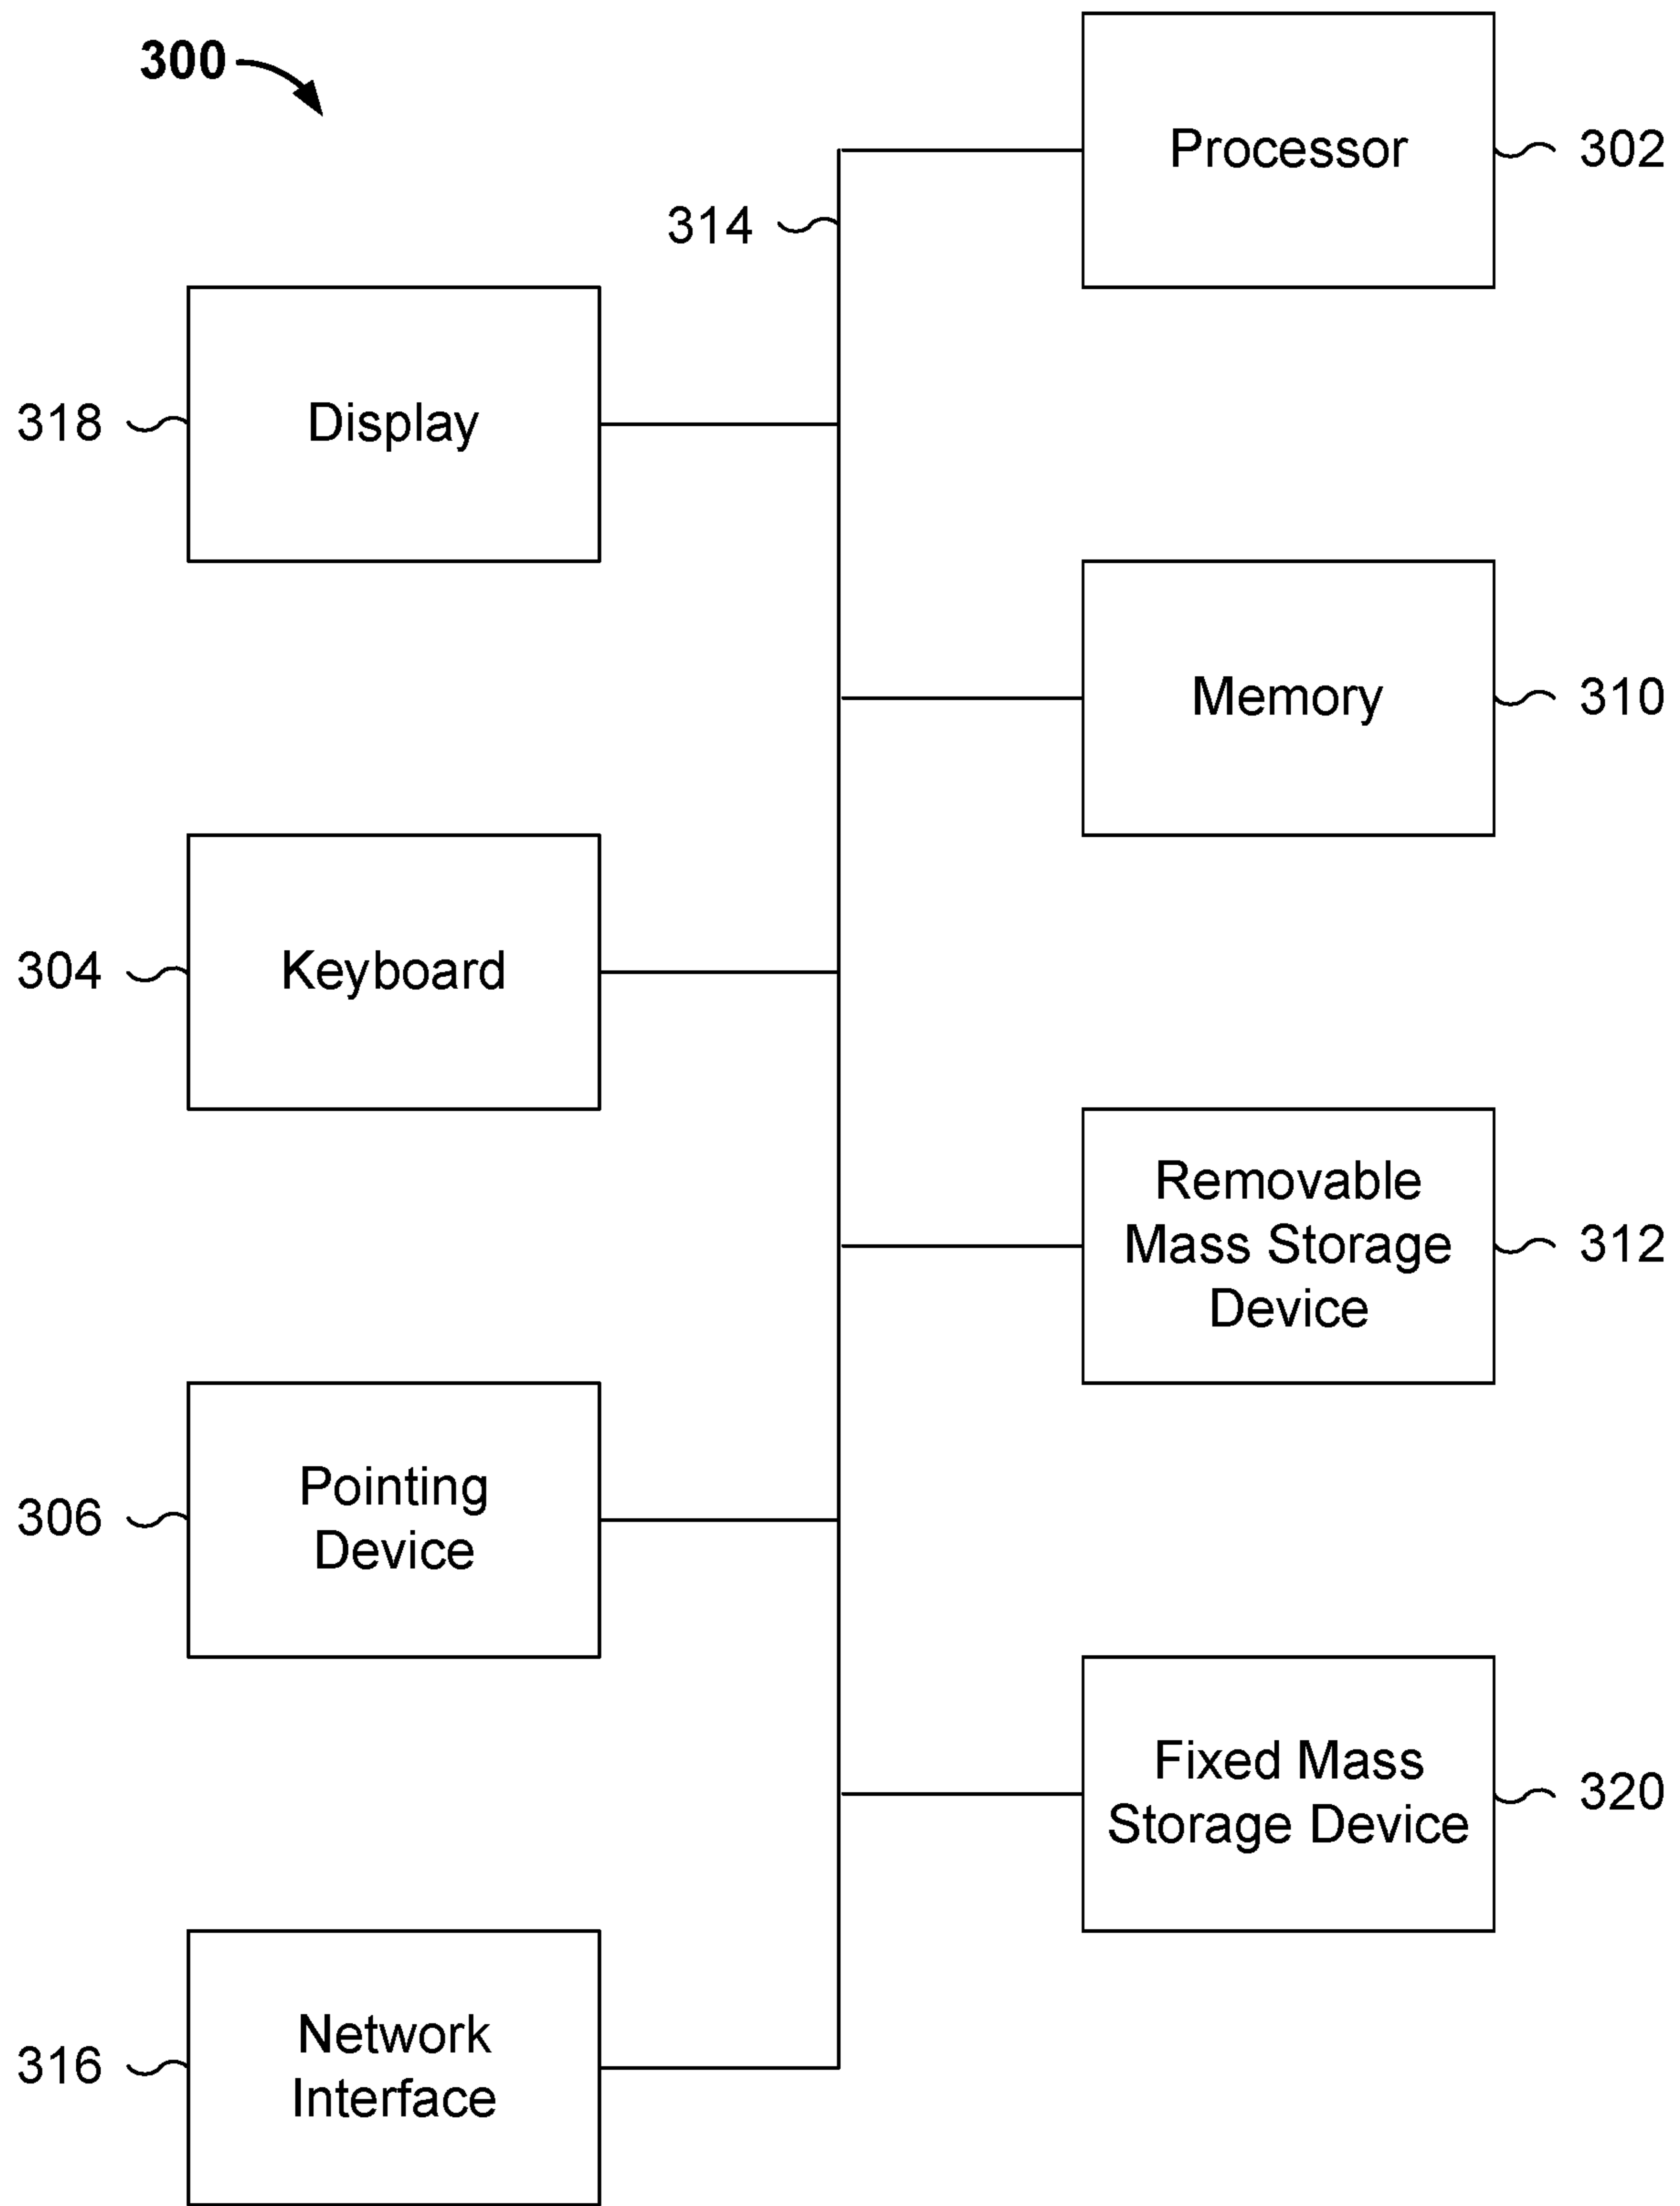 300
Processor
302
314
318
Display
Memory
310
304
Keyboard
Removable
Mass Storage
Device
312
306
Pointing
Device
Fixed Mass
Storage Device
320
316
Network
Interface